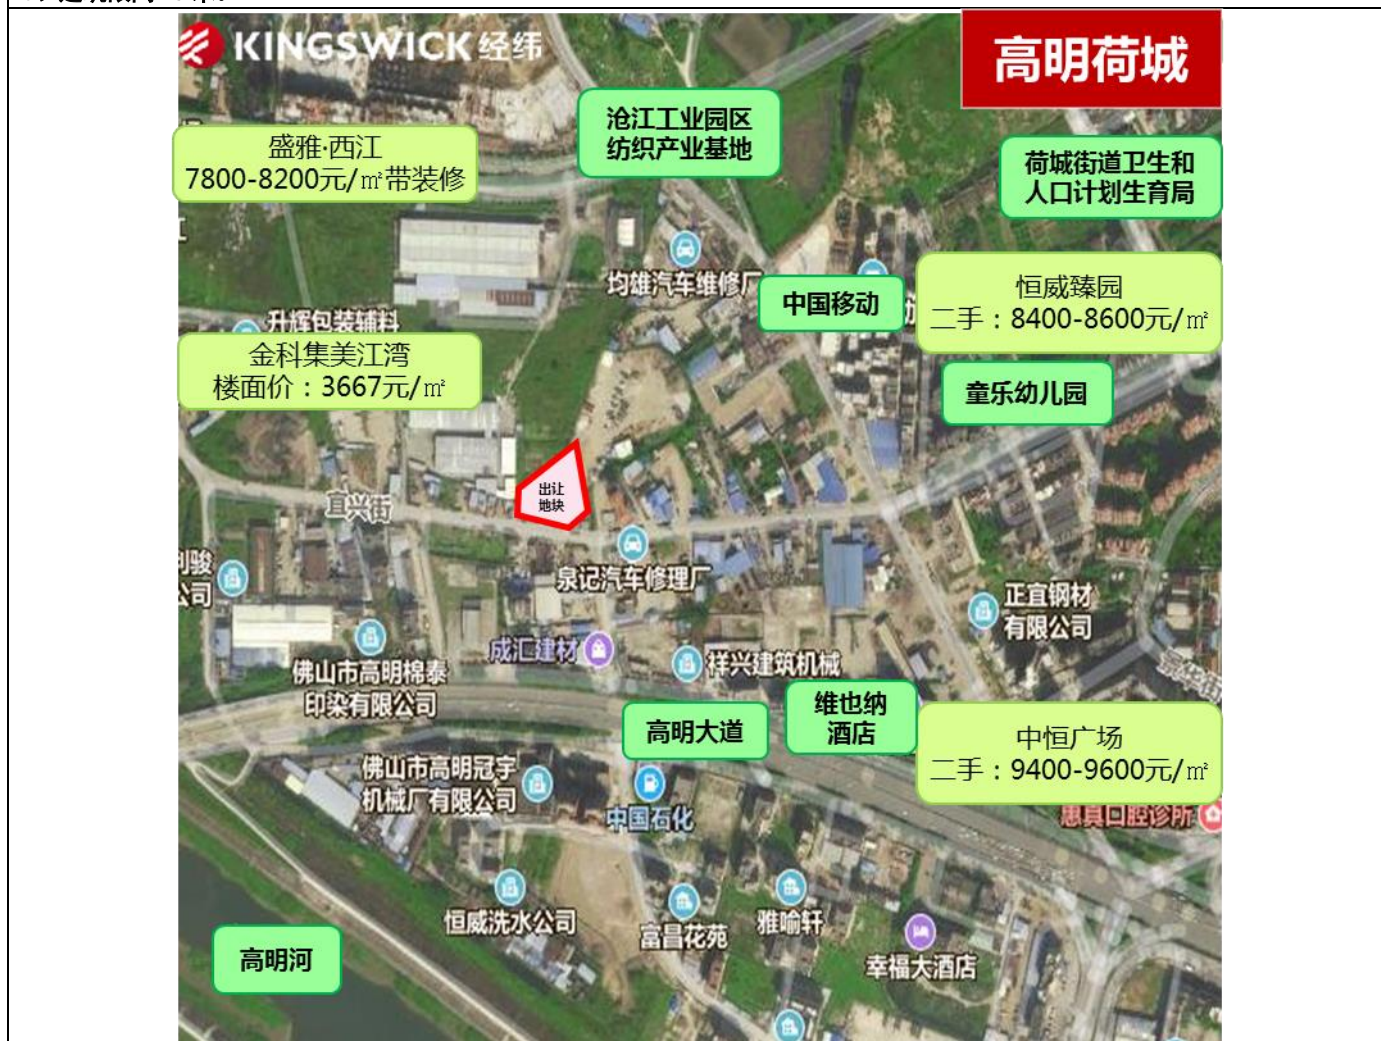 KINGSWICK 经纬
高明荷城
沧江工业园区
纺织产业基地
盛雅·西江
7800-8200元/㎡带装修
荷城街道卫生和
人口计划生育局
均雄汽车维修厂
中国移动
恒威臻园
二手：8400-8600元/㎡
升辉包装辅料
金科集美江湾
楼面价：3667元/㎡
童乐幼儿园
出让
地块
宜兴街
泉记汽车修理厂
利骏
公司
正宜钢材
有限公司
成汇建材
祥兴建筑机械
佛山市高明棉泰
印染有限公司
维也纳
酒店
高明大道
中恒广场
二手：9400-9600元/㎡
佛山市高明冠宇
机械厂有限公司
中国石化
惠真口腔诊所
恒威洗水公司
富昌花苑
雅喻轩
幸福大酒店
高明河